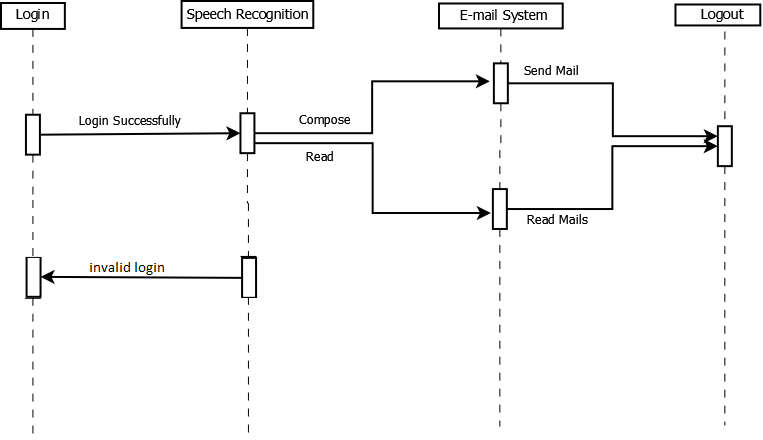 Login
Speech Recognition
E-mail System
Logout
Send Mail
Login Successfully
Compose
Read
Read Mails
invalid login